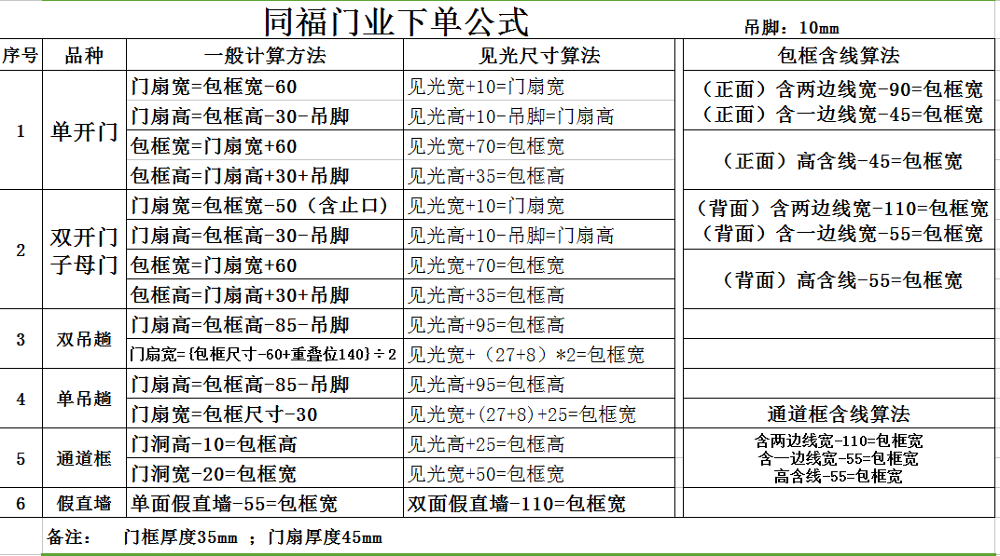 同福门业下单公式
吊脚：10mm
序号 品种 一般计算方法 见光尺寸算法 包框含线算法
1 单开门
门扇宽=包框宽-60 见光宽+10=门扇宽
门扇高=包框高-30-吊脚 见光高+10-吊脚=门扇高
包框宽=门扇宽+60 见光宽+70=包框宽
包框高=门扇高+30+吊脚 见光高+35=包框高
（正面）含两边线宽-90=包框宽
（正面）含一边线宽-45=包框宽
（正面）高含线-45=包框宽
2 双开门
子母门
门扇宽=包框宽-50（含止口） 见光宽+10=门扇宽
门扇高=包框高-30-吊脚 见光高+10-吊脚=门扇高
包框宽=门扇宽+60 见光宽+70=包框宽
包框高=门扇高+30+吊脚 见光高+35=包框高
（背面）含两边线宽-110=包框宽
（背面）含一边线宽-55=包框宽
（背面）高含线-55=包框宽
3 双吊趟
门扇高=包框高-85-吊脚 见光高+95=包框高
门扇宽={包框尺寸-60+重叠位140}÷2 见光宽+（27+8）*2=包框宽
4 单吊趟
门扇高=包框高-85-吊脚 见光高+95=包框高
门扇宽=包框尺寸-30 见光宽+(27+8)+25=包框宽 通道框含线算法
5 通道框
门洞高-10=包框高 见光高+25=包框高
门洞宽-20=包框宽 见光宽+50=包框宽
含两边线宽-110=包框宽
含一边线宽-55=包框宽
高含线-55=包框宽
6 假直墙 单面假直墙-55=包框宽 双面假直墙-110=包框宽
备注： 门框厚度35mm ；门扇厚度45mm